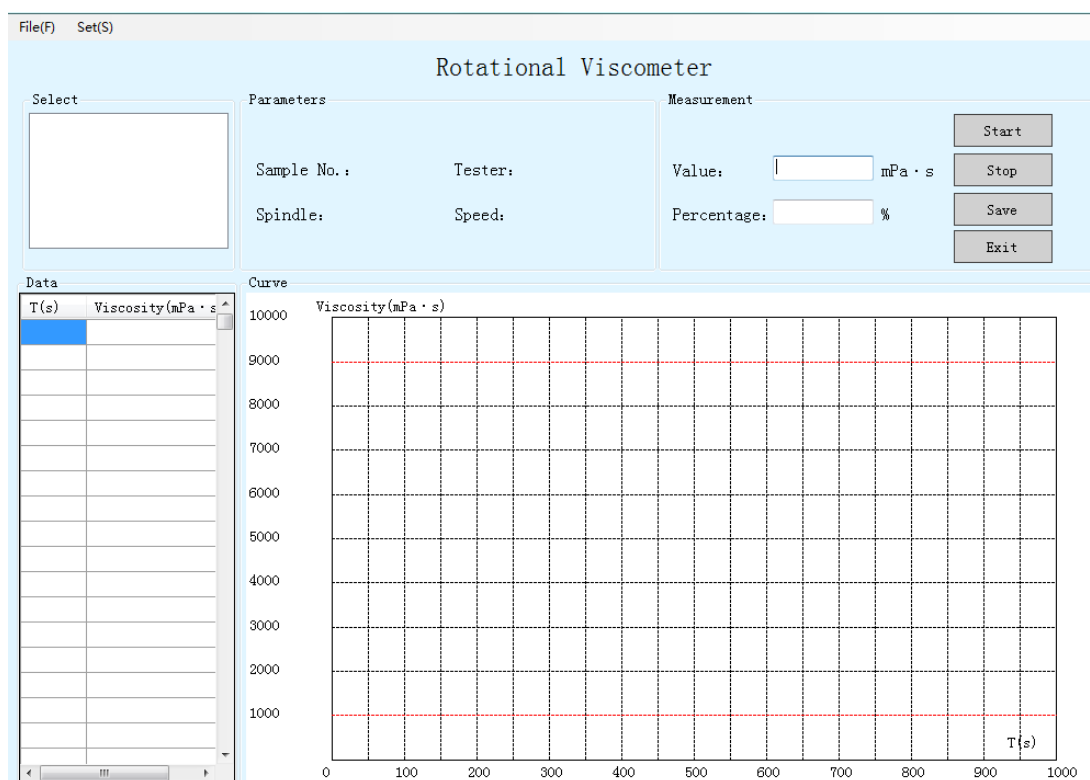 File(F) Set(S)
Rotational Viscometer
Select
Parameters
Sample No.: Tester:
Spindle: Speed:
Measurement
Value: mPa·s
Percentage: %
Start
Stop
Save
Exit
Data
T(s) Viscosity(mPa·s
Curve
Viscosity(mPa·s)
10000
9000
8000
7000
6000
5000
4000
3000
2000
1000
T(s)
0 100 200 300 400 500 600 700 800 900 1000